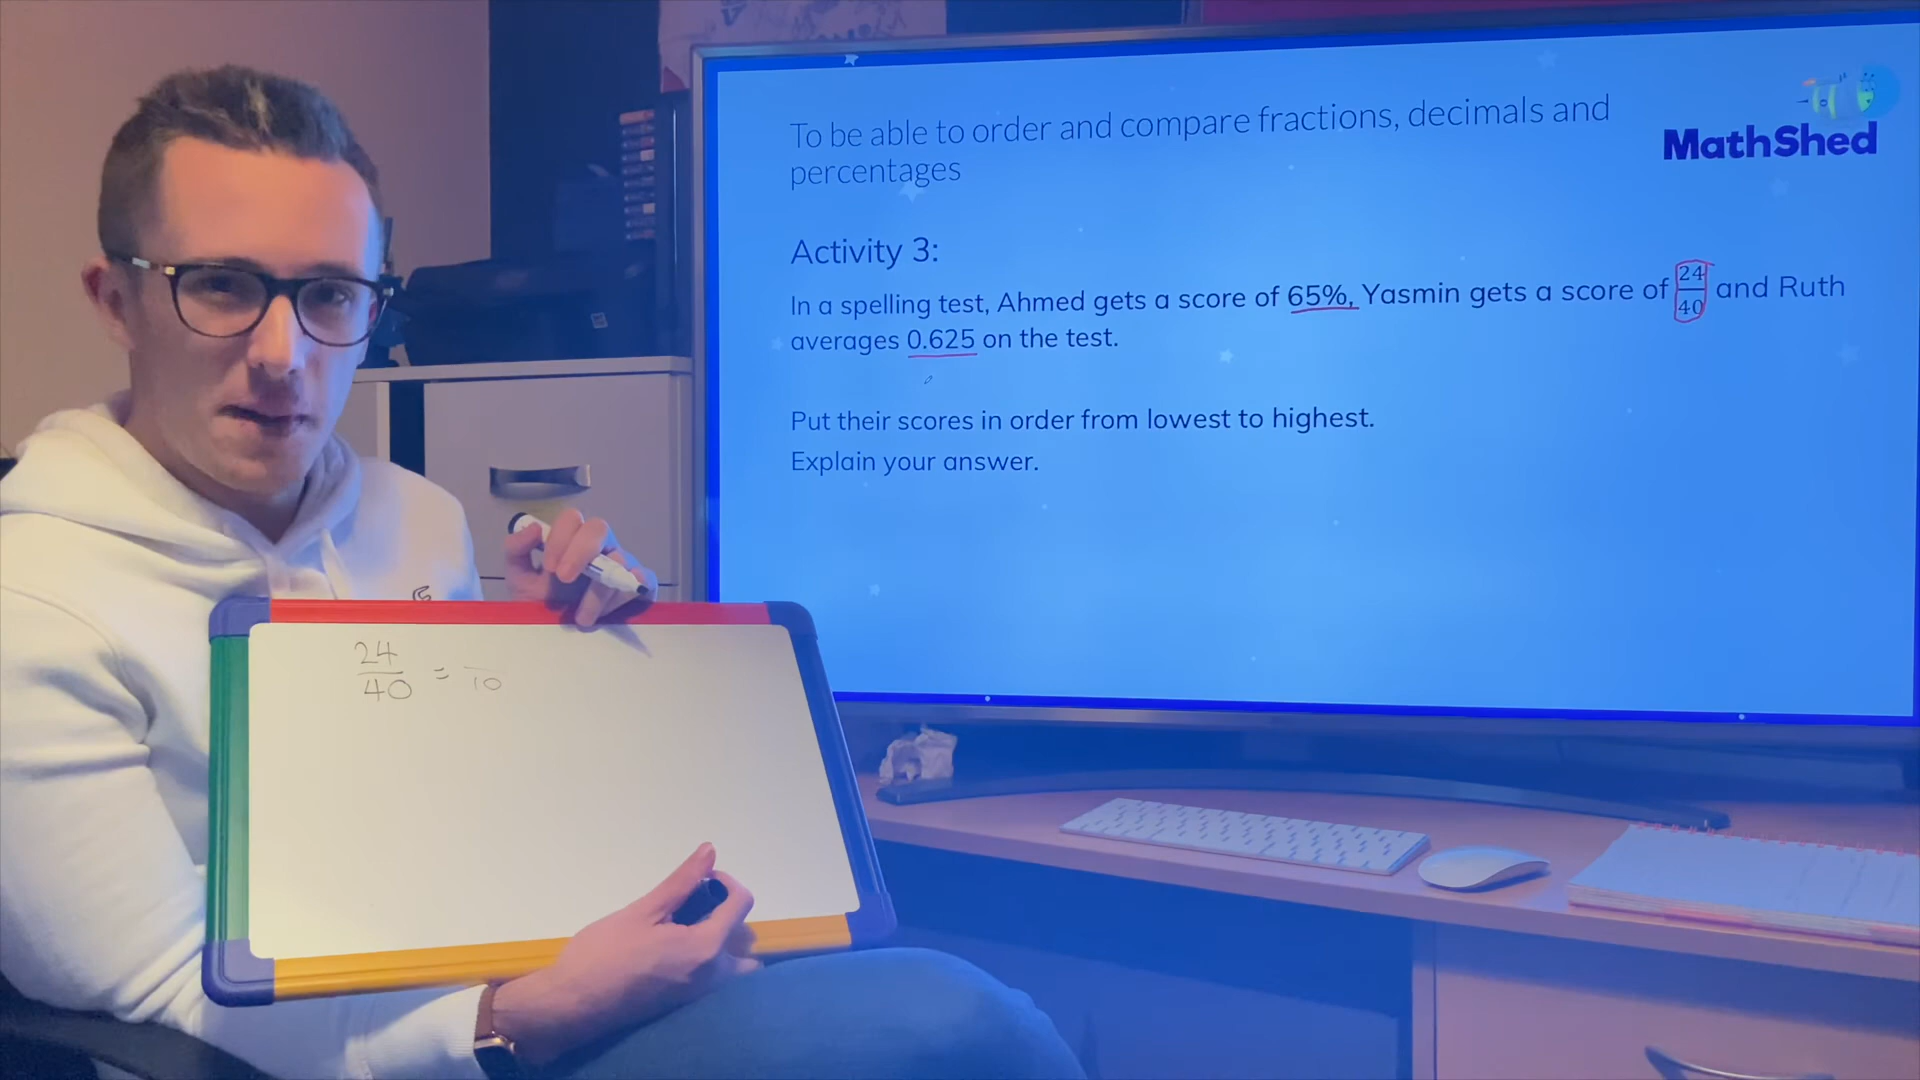 To be able to order and compare fractions, decimals and
percentages
MathShed
Activity 3:
In a spelling test, Ahmed gets a score of 65%, Yasmin gets a score of 24/40 and Ruth
averages 0.625 on the test.
Put their scores in order from lowest to highest.
Explain your answer.
24/40 = /10